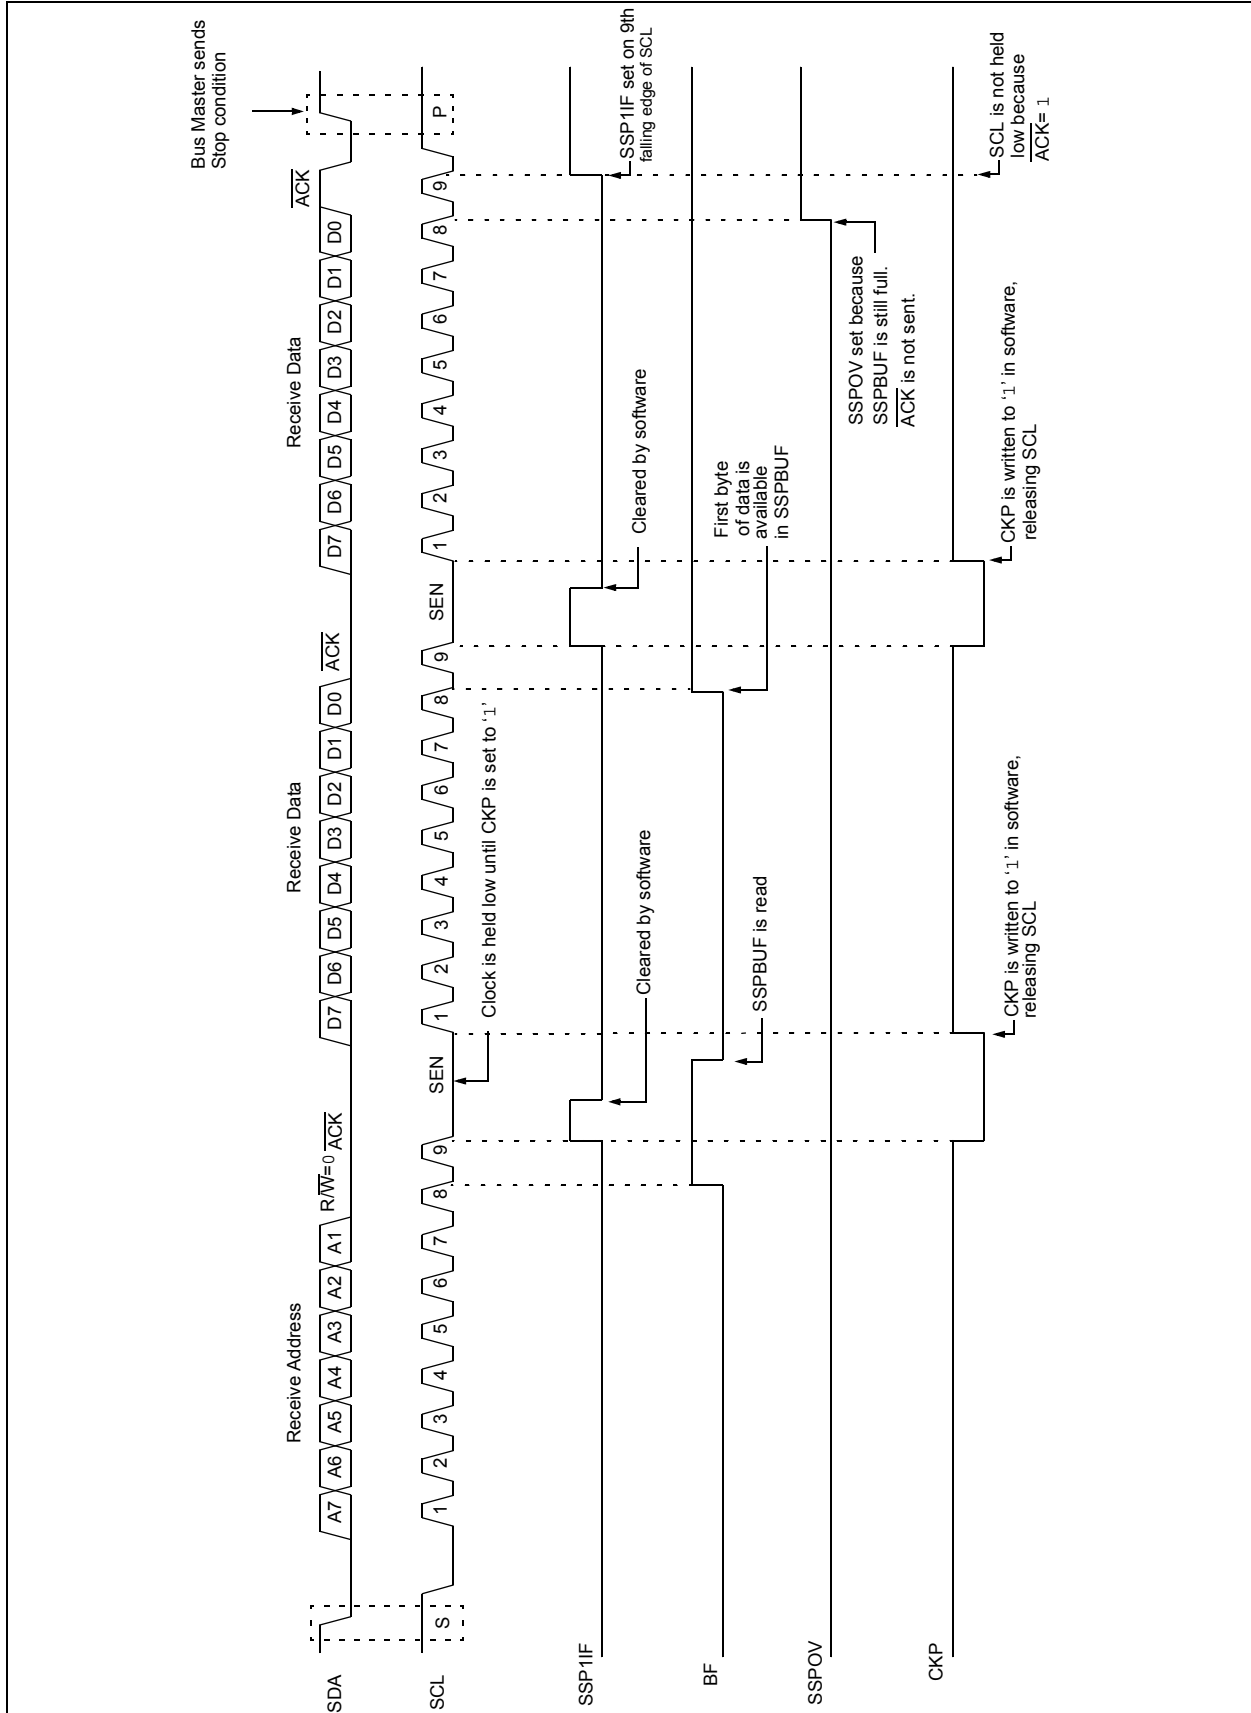 Bus Master sends
Stop condition
Receive Address
Receive Data
Receive Data
SDA
A7 A6 A5 A4 A3 A2 A1
R/W̅=0 A̅C̅K̅
D7 D6 D5 D4 D3 D2 D1 D0
A̅C̅K̅
D7 D6 D5 D4 D3 D2 D1 D0
A̅C̅K̅
SCL
S
1 2 3 4 5 6 7 8 9
SEN
1 2 3 4 5 6 7 8 9
SEN
1 2 3 4 5 6 7 8 9
P
Clock is held low until CKP is set to ‘1’
SSP1IF
Cleared by software
Cleared by software
SSP1IF set on 9th
falling edge of SCL
BF
SSPBUF is read
First byte
of data is
available
in SSPBUF
SSPOV
SSPOV set because
SSPBUF is still full.
A̅C̅K̅ is not sent.
CKP
CKP is written to ‘1’ in software,
releasing SCL
CKP is written to ‘1’ in software,
releasing SCL
SCL is not held
low because
A̅C̅K̅= 1